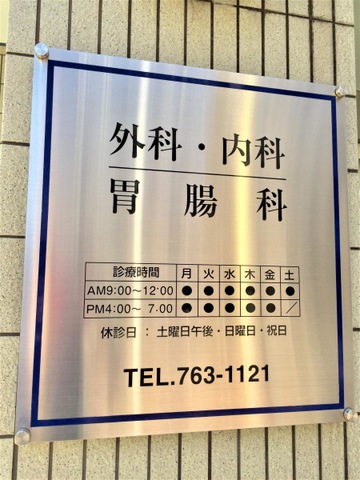 外科・内科
胃腸科
診療時間 月 火 水 木 金 土
AM9:00〜12:00 ● ● ● ● ● ●
PM4:00〜 7:00 ● ● ● ● ● ／
休診日 : 土曜日午後・日曜日・祝日
TEL.763-1121